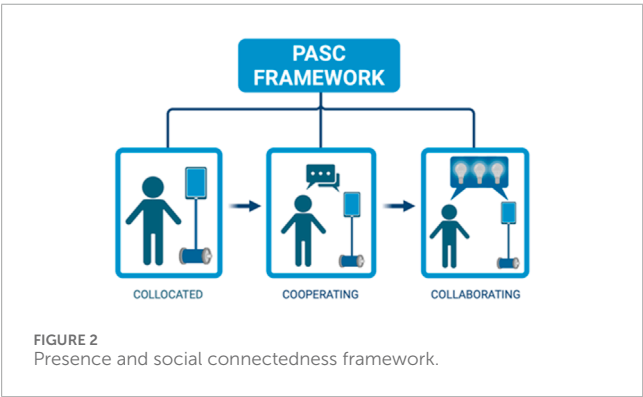 PASC
FRAMEWORK
COLLOCATED
COOPERATING
COLLABORATING
FIGURE 2
Presence and social connectedness framework.